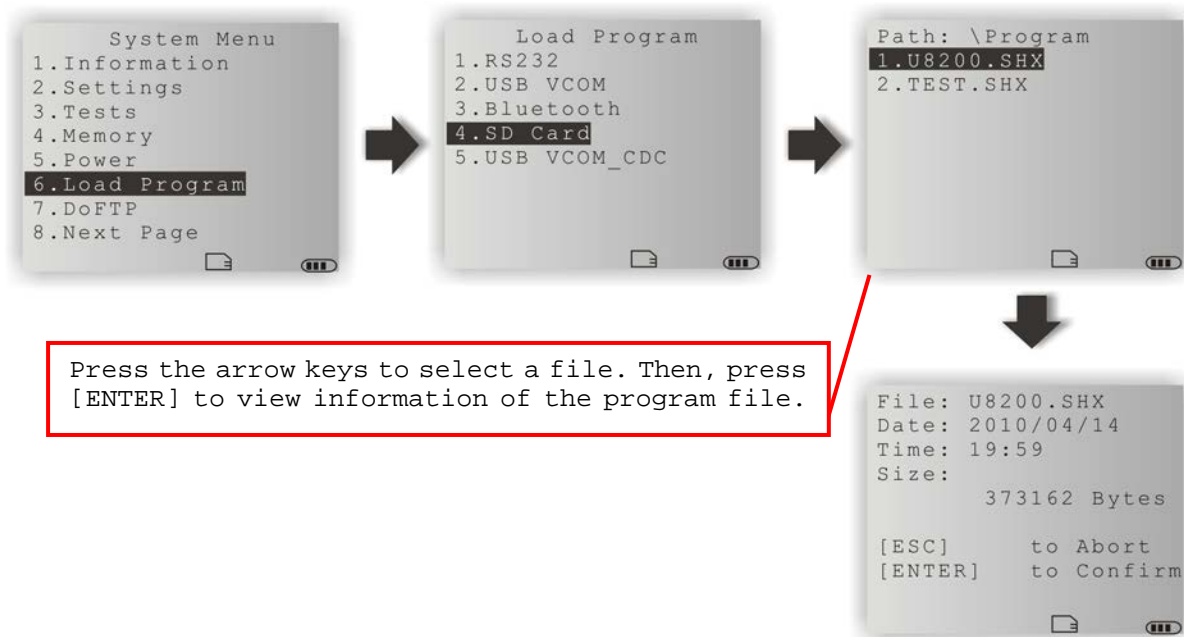 System Menu
1.Information
2.Settings
3.Tests
4.Memory
5.Power
6.Load Program
7.DoFTP
8.Next Page
Load Program
1.RS232
2.USB VCOM
3.Bluetooth
4.SD Card
5.USB VCOM_CDC
Path: \Program
1.U8200.SHX
2.TEST.SHX
Press the arrow keys to select a file. Then, press
[ENTER] to view information of the program file.
File: U8200.SHX
Date: 2010/04/14
Time: 19:59
Size:
373162 Bytes
[ESC] to Abort
[ENTER] to Confirm